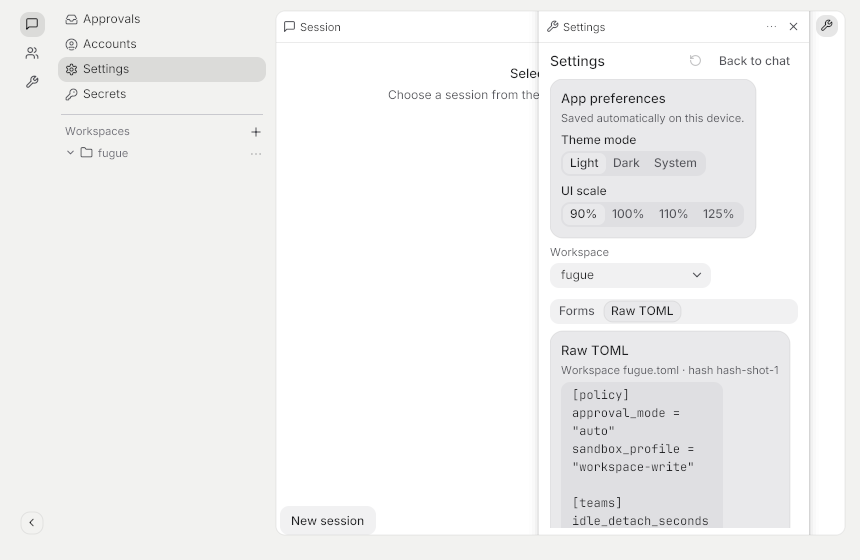 Approvals
Accounts
Settings
Secrets
Workspaces
fugue
Session
Choose a session from the
New session
Settings
Settings
Back to chat
App preferences
Saved automatically on this device.
Theme mode
Light Dark System
UI scale
90% 100% 110% 125%
Workspace
fugue
Forms Raw TOML
Raw TOML
Workspace fugue.toml · hash hash-shot-1
[policy]
approval_mode =
"auto"
sandbox_profile =
"workspace-write"
[teams]
idle_detach_seconds